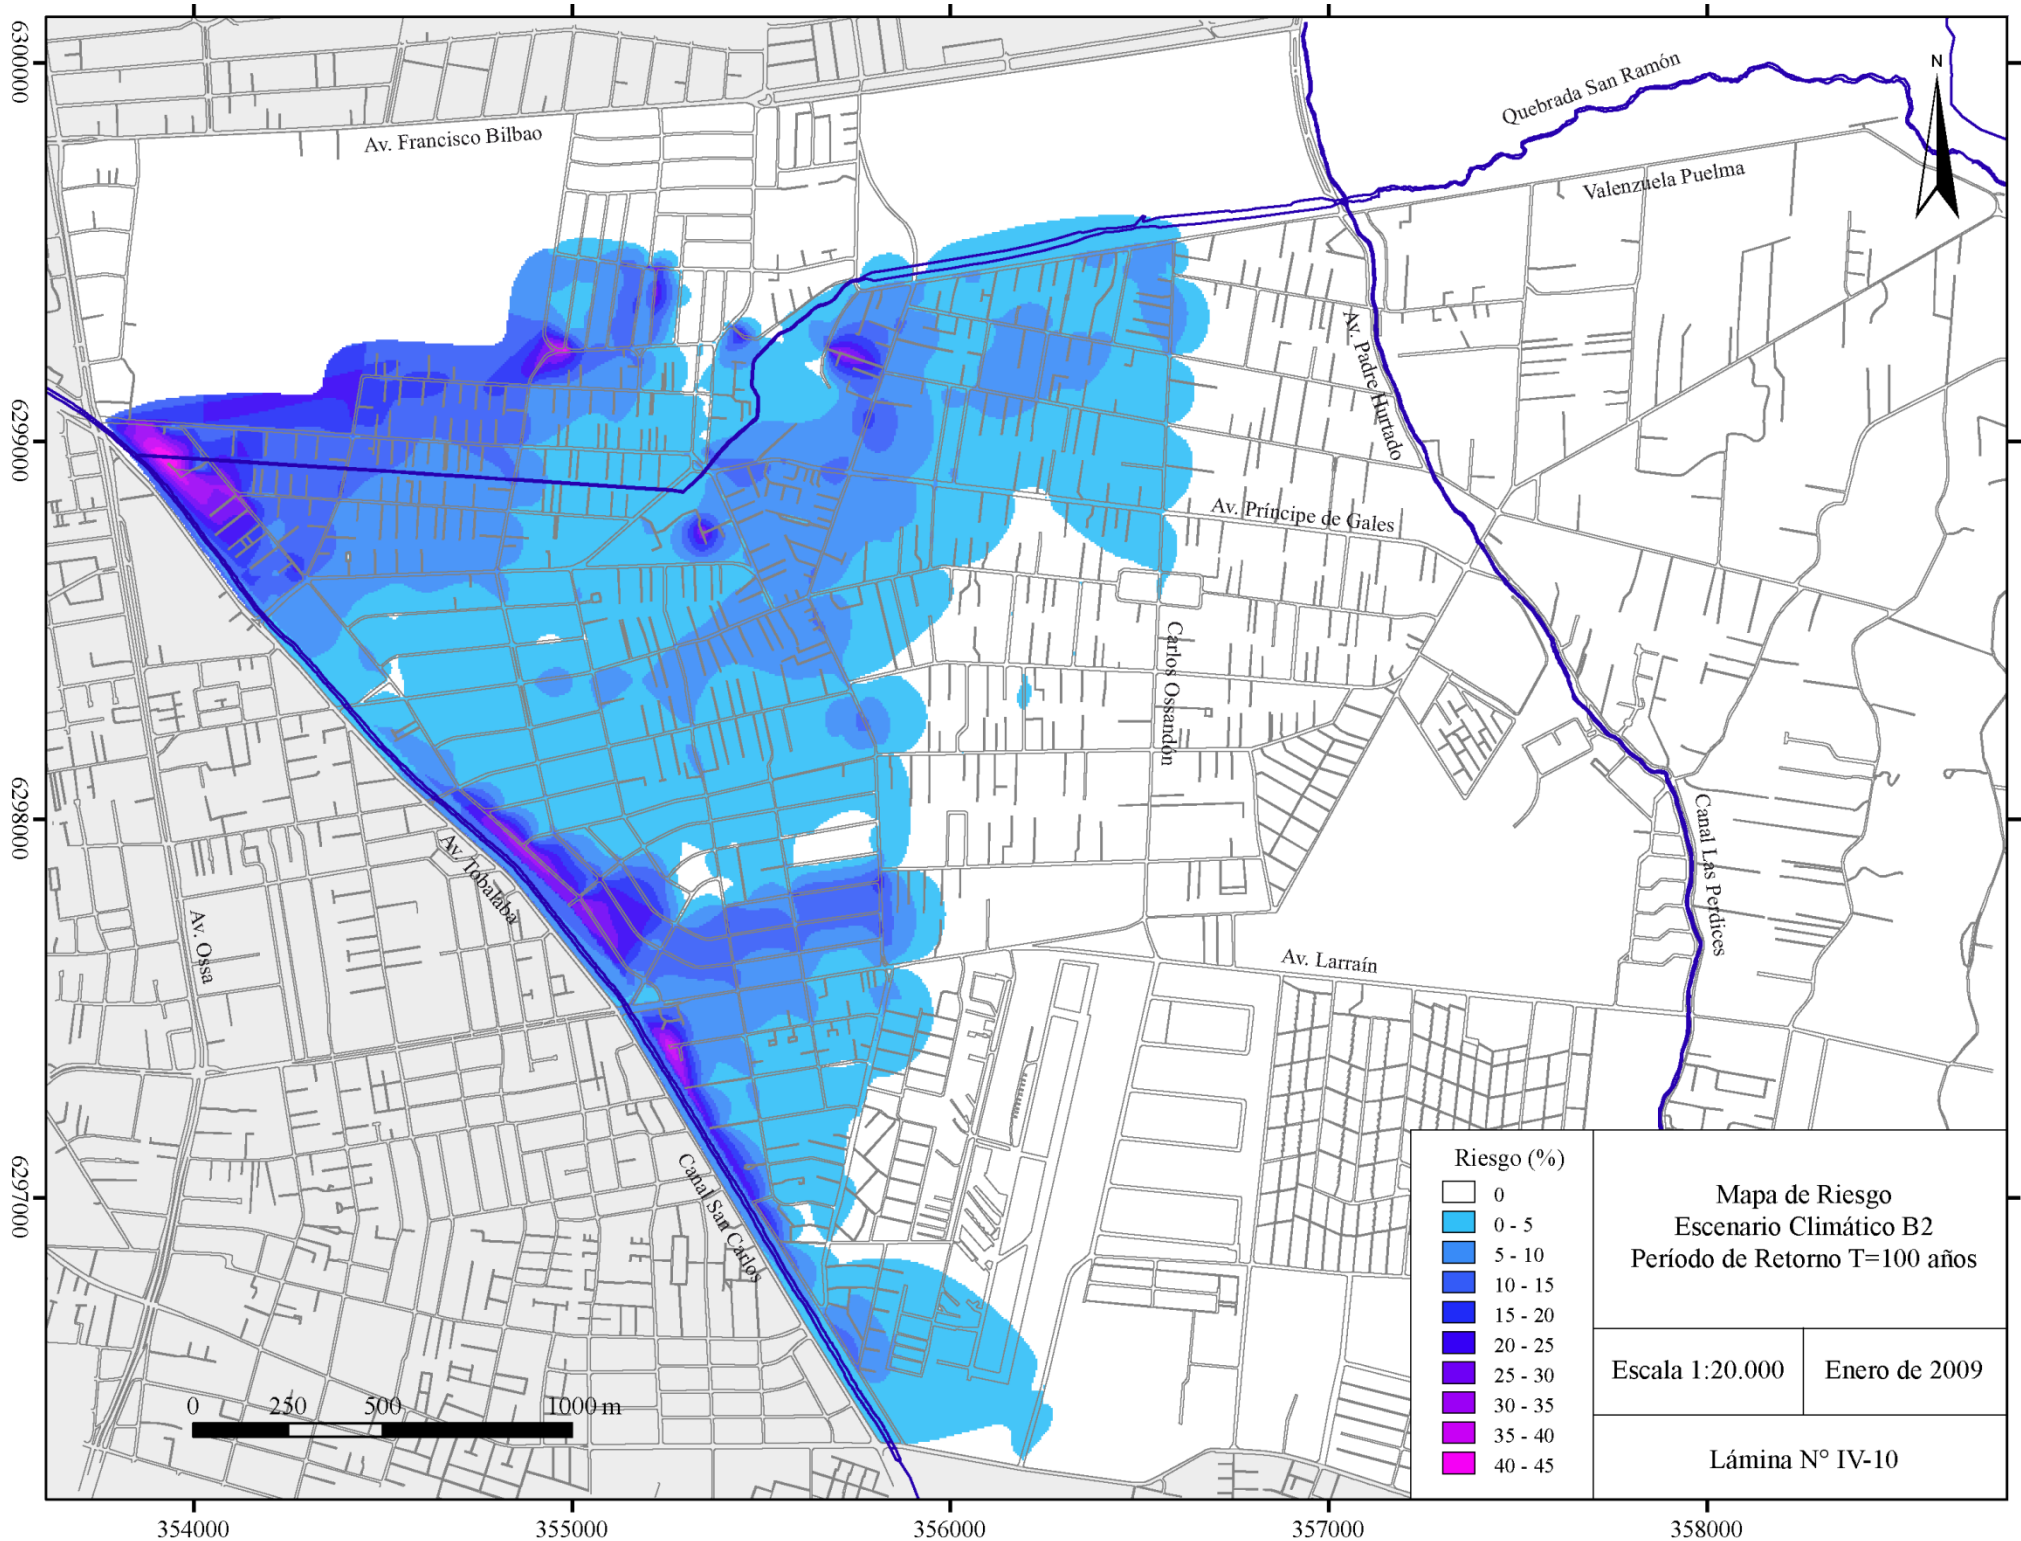 6300000
6299000
6298000
6297000
N
Quebrada San Ramón
Av. Francisco Bilbao
Valenzuela Puelma
Av. Padre Hurtado
Av. Príncipe de Gales
Carlos Ossandón
Canal Las Perdices
Av. Tobalaba
Av. Ossa
Av. Larraín
Canal San Carlos
0 250 500 1000 m
Riesgo (%)
0
0 - 5
5 - 10
10 - 15
15 - 20
20 - 25
25 - 30
30 - 35
35 - 40
40 - 45
Mapa de Riesgo
Escenario Climático B2
Período de Retorno T=100 años
Escala 1:20.000
Enero de 2009
Lámina N° IV-10
354000 355000 356000 357000 358000